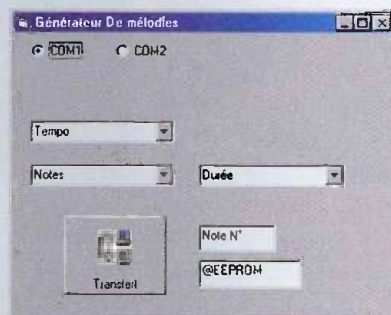 Générateur De mélodies
COM1 COM2
Tempo
Notes Durée
Note N°
@EEPROM
Transfert